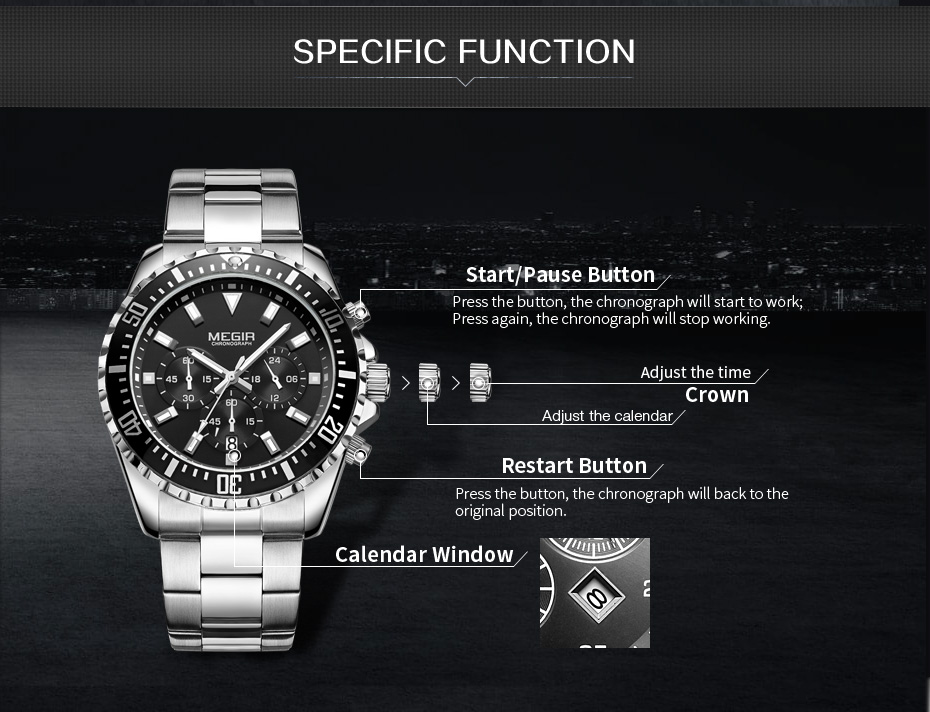 SPECIFIC FUNCTION
Start/Pause Button
Press the button, the chronograph will start to work;
Press again, the chronograph will stop working.
50
10
MEGIR
CHRONOGRAPH
60
24
45
15
18
06
30
12
60
45
15
8
40
20
30
Adjust the time
Crown
Adjust the calendar
Restart Button
Press the button, the chronograph will back to the
original position.
Calendar Window
8